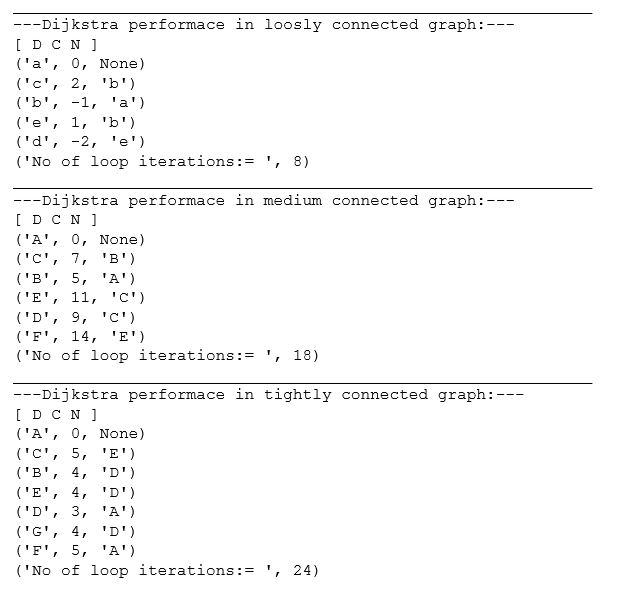 ---Dijkstra performace in loosly connected graph:---
[ D C N ]
('a', 0, None)
('c', 2, 'b')
('b', -1, 'a')
('e', 1, 'b')
('d', -2, 'e')
('No of loop iterations:= ', 8)
---Dijkstra performace in medium connected graph:---
[ D C N ]
('A', 0, None)
('C', 7, 'B')
('B', 5, 'A')
('E', 11, 'C')
('D', 9, 'C')
('F', 14, 'E')
('No of loop iterations:= ', 18)
---Dijkstra performace in tightly connected graph:---
[ D C N ]
('A', 0, None)
('C', 5, 'E')
('B', 4, 'D')
('E', 4, 'D')
('D', 3, 'A')
('G', 4, 'D')
('F', 5, 'A')
('No of loop iterations:= ', 24)